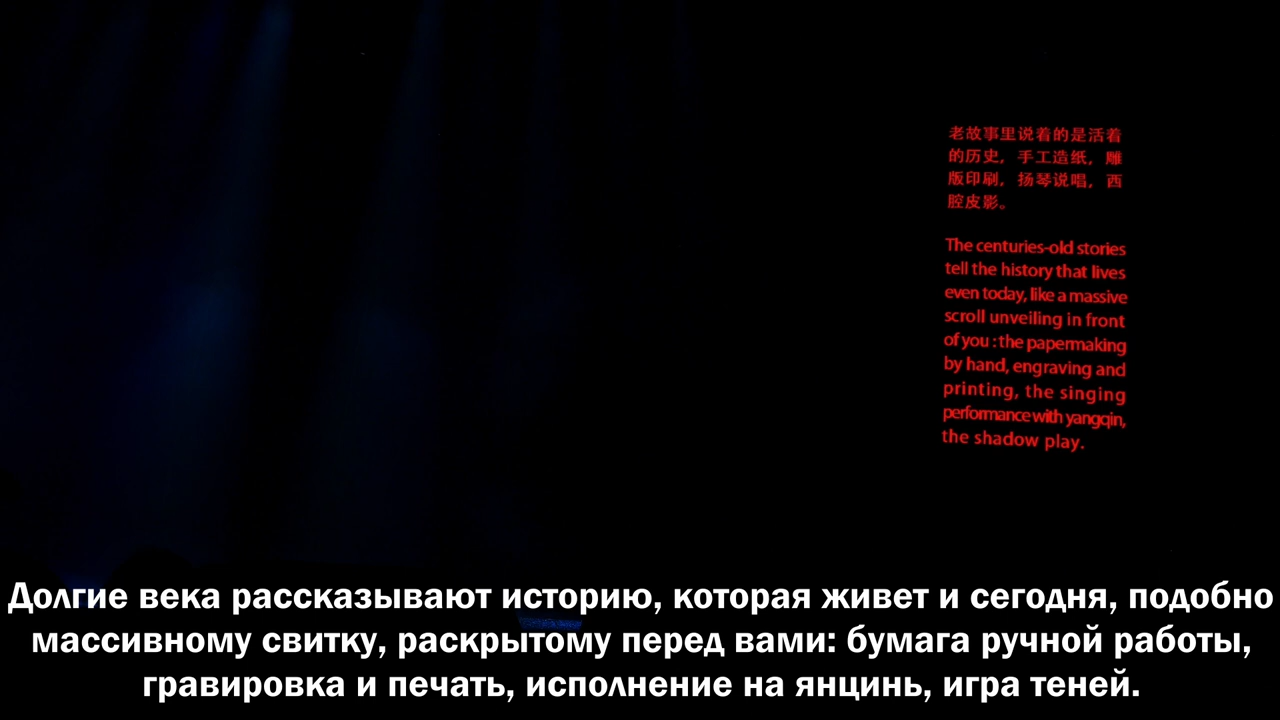 老故事里说着的是活着
的历史，手工造纸，雕
版印刷，扬琴说唱，西
腔皮影。
The centuries-old stories
tell the history that lives
even today, like a massive
scroll unveiling in front
of you : the papermaking
by hand, engraving and
printing, the singing
performance with yangqin,
the shadow play.
Долгие века рассказывают историю, которая живет и сегодня, подобно
массивному свитку, раскрытому перед вами: бумага ручной работы,
гравировка и печать, исполнение на янцинь, игра теней.